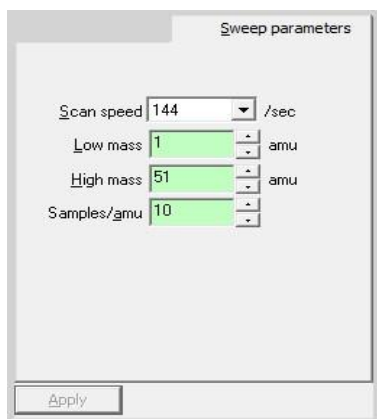 Sweep parameters
Scan speed 144 /sec
Low mass 1 amu
High mass 51 amu
Samples/amu 10
Apply